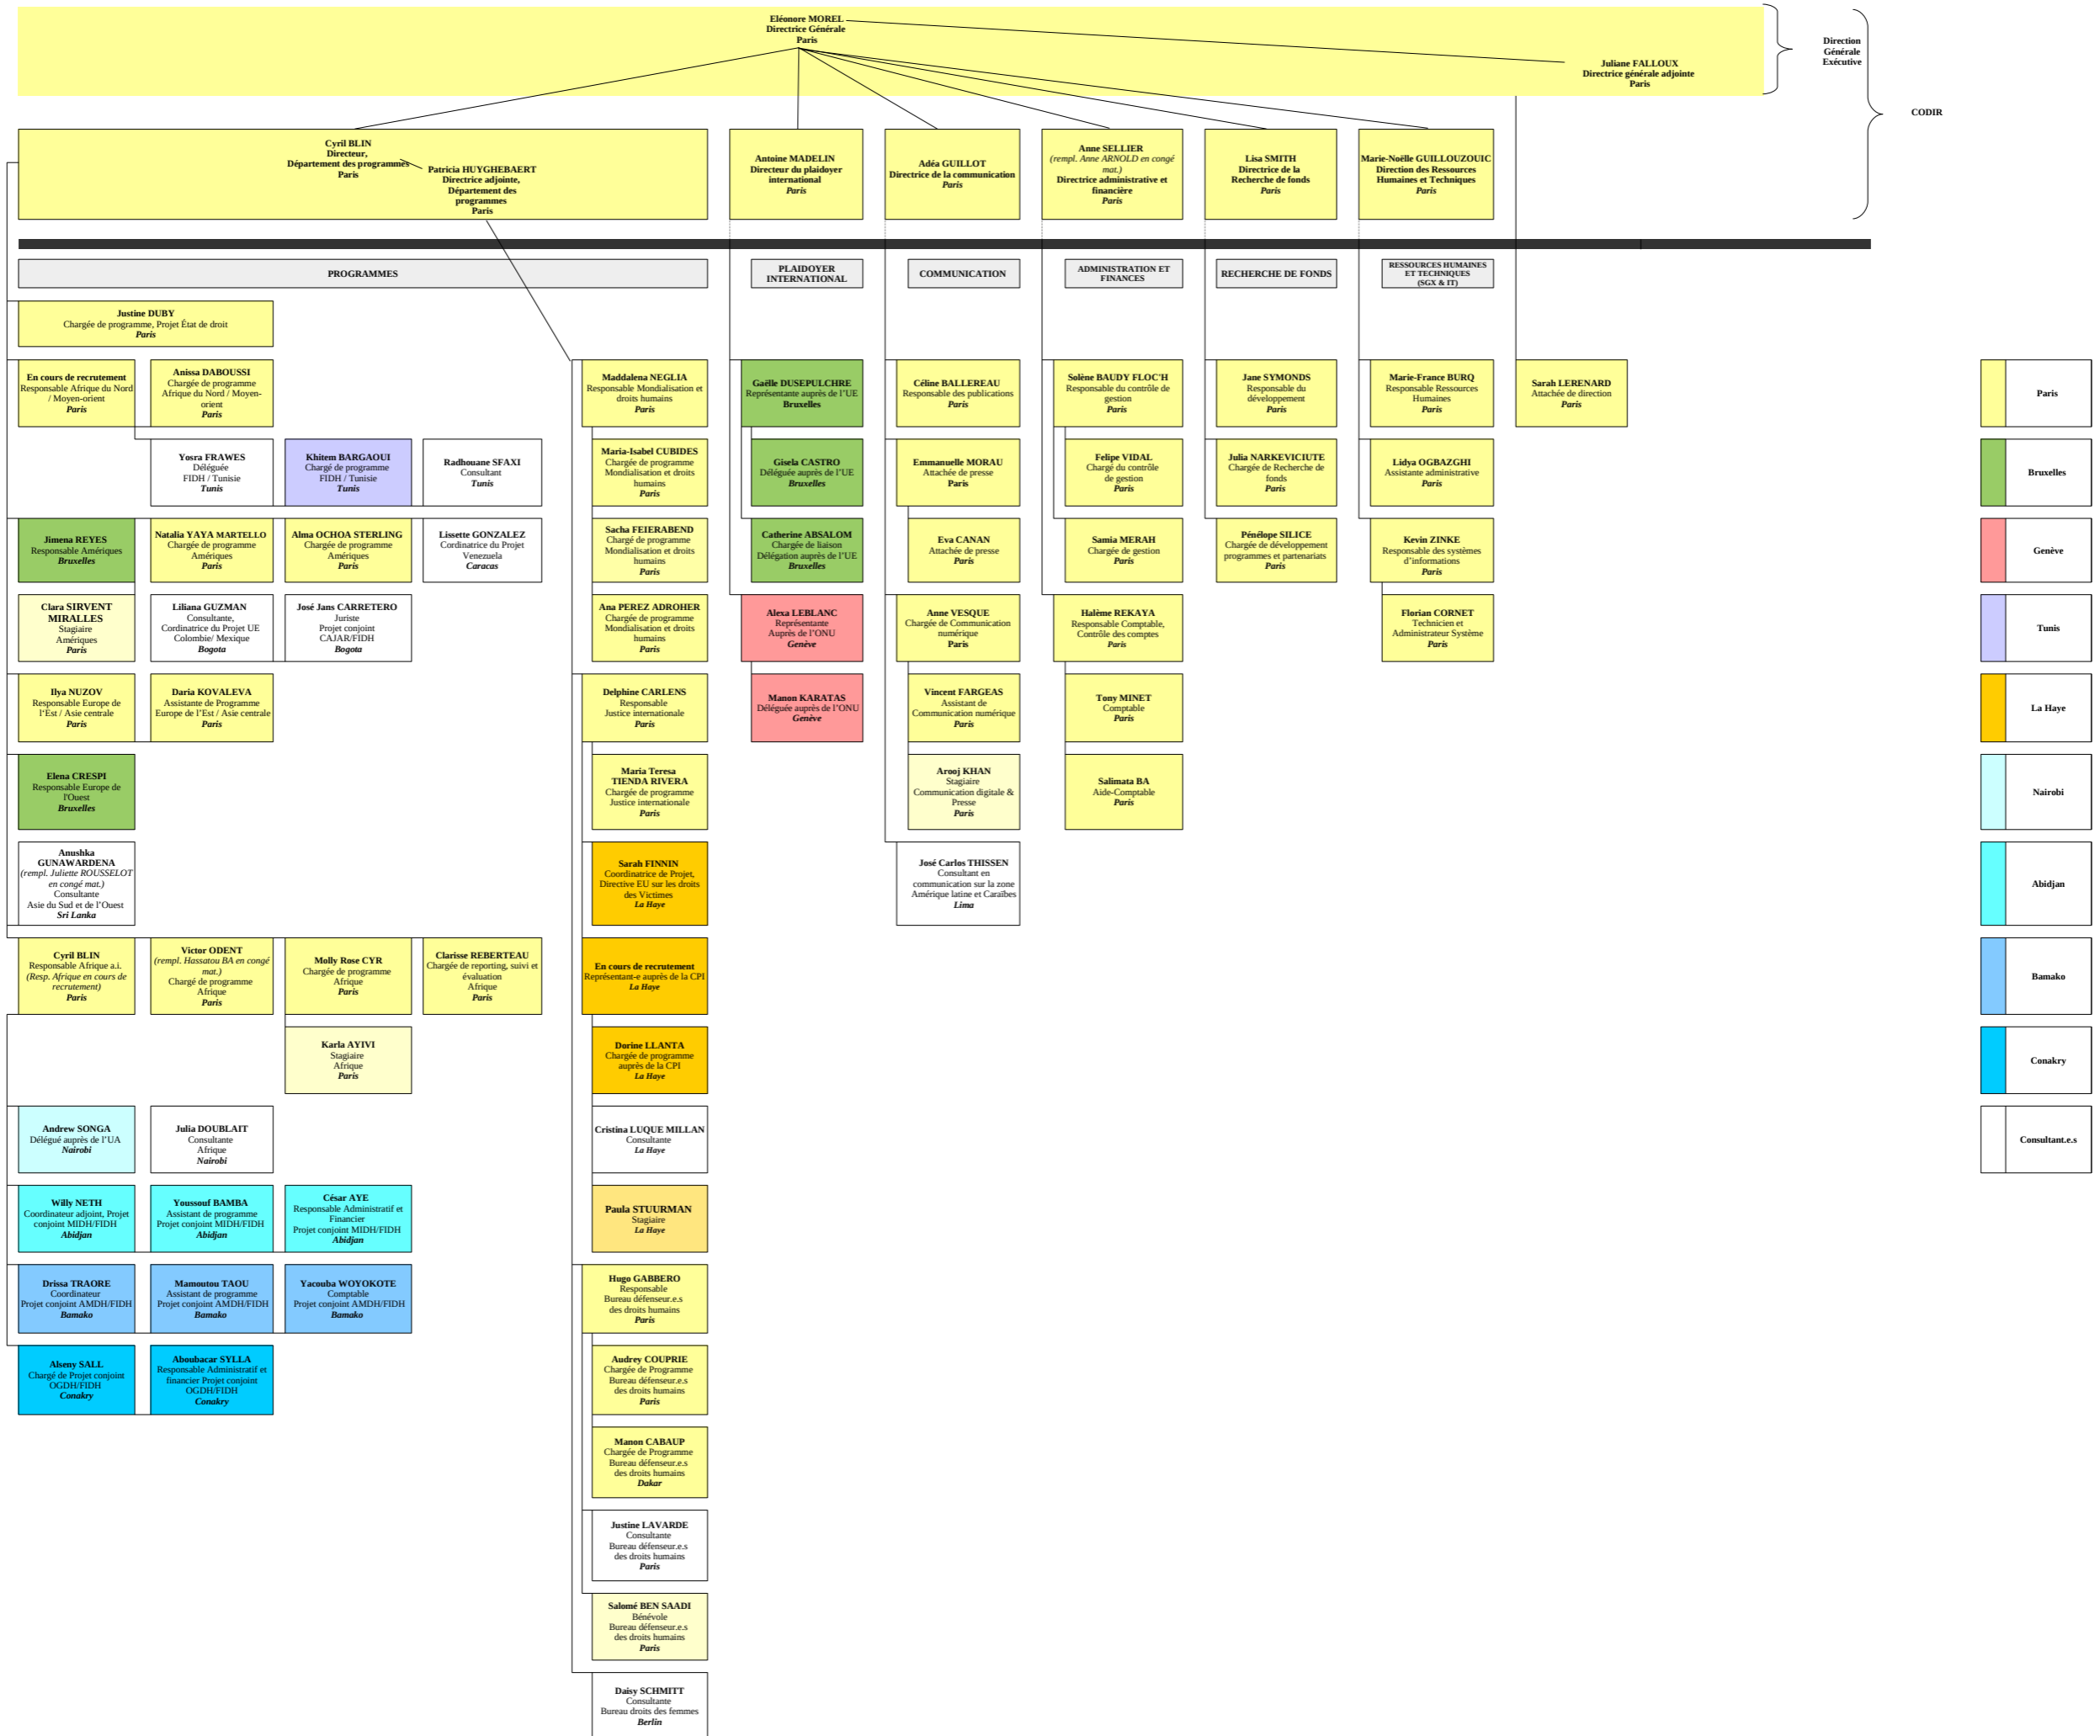 Eléonore MOREL
Directrice Générale
Paris
Juliane FALLOUX
Directrice générale adjointe
Paris
Direction
Générale
Exécutive
CODIR
Cyril BLIN
Directeur,
Département des programmes
Paris
Patricia HUYGHEBAERT
Directrice adjointe,
Département des
programmes
Paris
Antoine MADELIN
Directeur du plaidoyer
international
Paris
Adéa GUILLOT
Directrice de la communication
Paris
Anne SELLIER
(rempl. Anne ARNOLD en congé
mat.)
Directrice administrative et
financière
Paris
Lisa SMITH
Directrice de la
Recherche de fonds
Paris
Marie-Noëlle GUILLOUZOUIC
Direction des Ressources
Humaines et Techniques
Paris
PROGRAMMES
PLAIDOYER
INTERNATIONAL
COMMUNICATION
ADMINISTRATION ET
FINANCES
RECHERCHE DE FONDS
RESSOURCES HUMAINES
ET TECHNIQUES
(SGX & IT)
Justine DUBY
Chargée de programme, Projet État de droit
Paris
En cours de recrutement
Responsable Afrique du Nord
/ Moyen-orient
Paris
Anissa DABOUSSI
Chargée de programme
Afrique du Nord / Moyen-
orient
Paris
Maddalena NEGLIA
Responsable Mondialisation et
droits humains
Paris
Gaëlle DUSEPULCHRE
Représentante auprès de l'UE
Bruxelles
Céline BALLEREAU
Responsable des publications
Paris
Solène BAUDY FLOC'H
Responsable du contrôle de
gestion
Paris
Jane SYMONDS
Responsable du
développement
Paris
Marie-France BURQ
Responsable Ressources
Humaines
Paris
Sarah LERENARD
Attachée de direction
Paris
Paris
Yosra FRAWES
Déléguée
FIDH / Tunisie
Tunis
Khitem BARGAOUI
Chargé de programme
FIDH / Tunisie
Tunis
Radhouane SFAXI
Consultant
Tunis
Maria-Isabel CUBIDES
Chargée de programme
Mondialisation et droits
humains
Paris
Gisela CASTRO
Déléguée auprès de l'UE
Bruxelles
Emmanuelle MORAU
Attachée de presse
Paris
Felipe VIDAL
Chargé du contrôle
de gestion
Paris
Julia NARKEVICIUTE
Chargée de Recherche de
fonds
Paris
Lidya OGBAZGHI
Assistante administrative
Paris
Bruxelles
Jimena REYES
Responsable Amériques
Bruxelles
Natalia YAYA MARTELLO
Chargée de programme
Amériques
Paris
Alma OCHOA STERLING
Chargée de programme
Amériques
Paris
Lissette GONZALEZ
Cordinatrice du Projet
Venezuela
Caracas
Sacha FEIERABEND
Chargé de programme
Mondialisation et droits
humains
Paris
Catherine ABSALOM
Chargée de liaison
Délégation auprès de l'UE
Bruxelles
Eva CANAN
Attachée de presse
Paris
Samia MERAH
Chargée de gestion
Paris
Pénélope SILICE
Chargée de développement
programmes et partenariats
Paris
Kevin ZINKE
Responsable des systèmes
d'informations
Paris
Genève
Clara SIRVENT
MIRALLES
Stagiaire
Amériques
Paris
Liliana GUZMAN
Consultante,
Cordinatrice du Projet UE
Colombie/ Mexique
Bogota
José Jans CARRETERO
Juriste
Projet conjoint
CAJAR/FIDH
Bogota
Ana PEREZ ADROHER
Chargée de programme
Mondialisation et droits
humains
Paris
Alexa LEBLANC
Représentante
Auprès de l'ONU
Genève
Anne VESQUE
Chargée de Communication
numérique
Paris
Halème REKAYA
Responsable Comptable,
Contrôle des comptes
Paris
Florian CORNET
Technicien et
Administrateur Système
Paris
Tunis
Ilya NUZOV
Responsable Europe de
l'Est / Asie centrale
Paris
Daria KOVALEVA
Assistante de Programme
Europe de l'Est / Asie centrale
Paris
Delphine CARLENS
Responsable
Justice internationale
Paris
Manon KARATAS
Déléguée auprès de l'ONU
Genève
Vincent FARGEAS
Assistant de
Communication numérique
Paris
Tony MINET
Comptable
Paris
La Haye
Elena CRESPI
Responsable Europe de
l'Ouest
Bruxelles
Maria Teresa
TIENDA RIVERA
Chargée de programme
Justice internationale
Paris
Arooj KHAN
Stagiaire
Communication digitale &
Presse
Paris
Salimata BA
Aide-Comptable
Paris
Nairobi
Anushka
GUNAWARDENA
(rempl. Juliette ROUSSELOT
en congé mat.)
Consultante
Asie du Sud et de l'Ouest
Sri Lanka
Sarah FINNIN
Coordinatrice de Projet,
Directive EU sur les droits
des Victimes
La Haye
José Carlos THISSEN
Consultant en
communication sur la zone
Amérique latine et Caraïbes
Lima
Abidjan
Cyril BLIN
Responsable Afrique a.i.
(Resp. Afrique en cours de
recrutement)
Paris
Victor ODENT
(rempl. Hassatou BA en congé
mat.)
Chargé de programme
Afrique
Paris
Molly Rose CYR
Chargée de programme
Afrique
Paris
Clarisse REBERTEAU
Chargée de reporting, suivi et
évaluation
Afrique
Paris
En cours de recrutement
Représentant-e auprès de la CPI
La Haye
Bamako
Karla AYIVI
Stagiaire
Afrique
Paris
Dorine LLANTA
Chargée de programme
auprès de la CPI
La Haye
Conakry
Andrew SONGA
Délégué auprès de l'UA
Nairobi
Julia DOUBLAIT
Consultante
Afrique
Nairobi
Cristina LUQUE MILLAN
Consultante
La Haye
Consultant.e.s
Willy NETH
Coordinateur adjoint, Projet
conjoint MIDH/FIDH
Abidjan
Youssouf BAMBA
Assistant de programme
Projet conjoint MIDH/FIDH
Abidjan
César AYE
Responsable Administratif et
Financier
Projet conjoint MIDH/FIDH
Abidjan
Paula STUURMAN
Stagiaire
La Haye
Drissa TRAORE
Coordinateur
Projet conjoint AMDH/FIDH
Bamako
Mamoutou TAOU
Assistant de programme
Projet conjoint AMDH/FIDH
Bamako
Yacouba WOYOKOTE
Comptable
Projet conjoint AMDH/FIDH
Bamako
Hugo GABBERO
Responsable
Bureau défenseur.e.s
des droits humains
Paris
Alseny SALL
Chargé de Projet conjoint
OGDH/FIDH
Conakry
Aboubacar SYLLA
Responsable Administratif et
financier Projet conjoint
OGDH/FIDH
Conakry
Audrey COUPRIE
Chargée de Programme
Bureau défenseur.e.s
des droits humains
Paris
Manon CABAUP
Chargée de Programme
Bureau défenseur.e.s
des droits humains
Dakar
Justine LAVARDE
Consultante
Bureau défenseur.e.s
des droits humains
Paris
Salomé BEN SAADI
Bénévole
Bureau défenseur.e.s
des droits humains
Paris
Daisy SCHMITT
Consultante
Bureau droits des femmes
Berlin